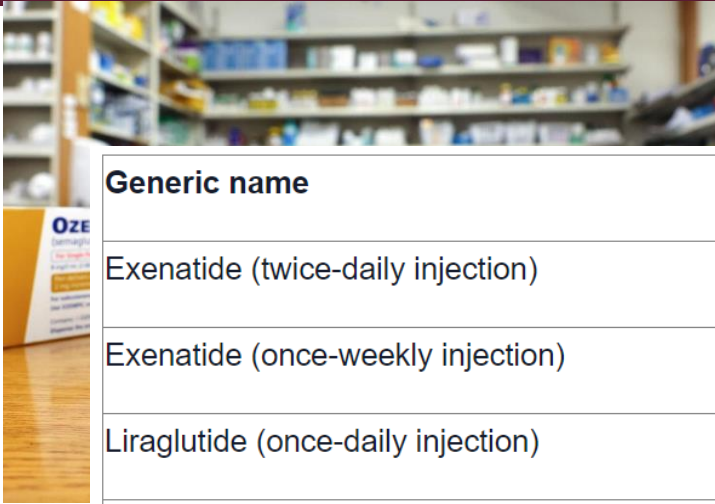 Generic name
OZE
Exenatide (twice-daily injection)
Exenatide (once-weekly injection)
Liraglutide (once-daily injection)